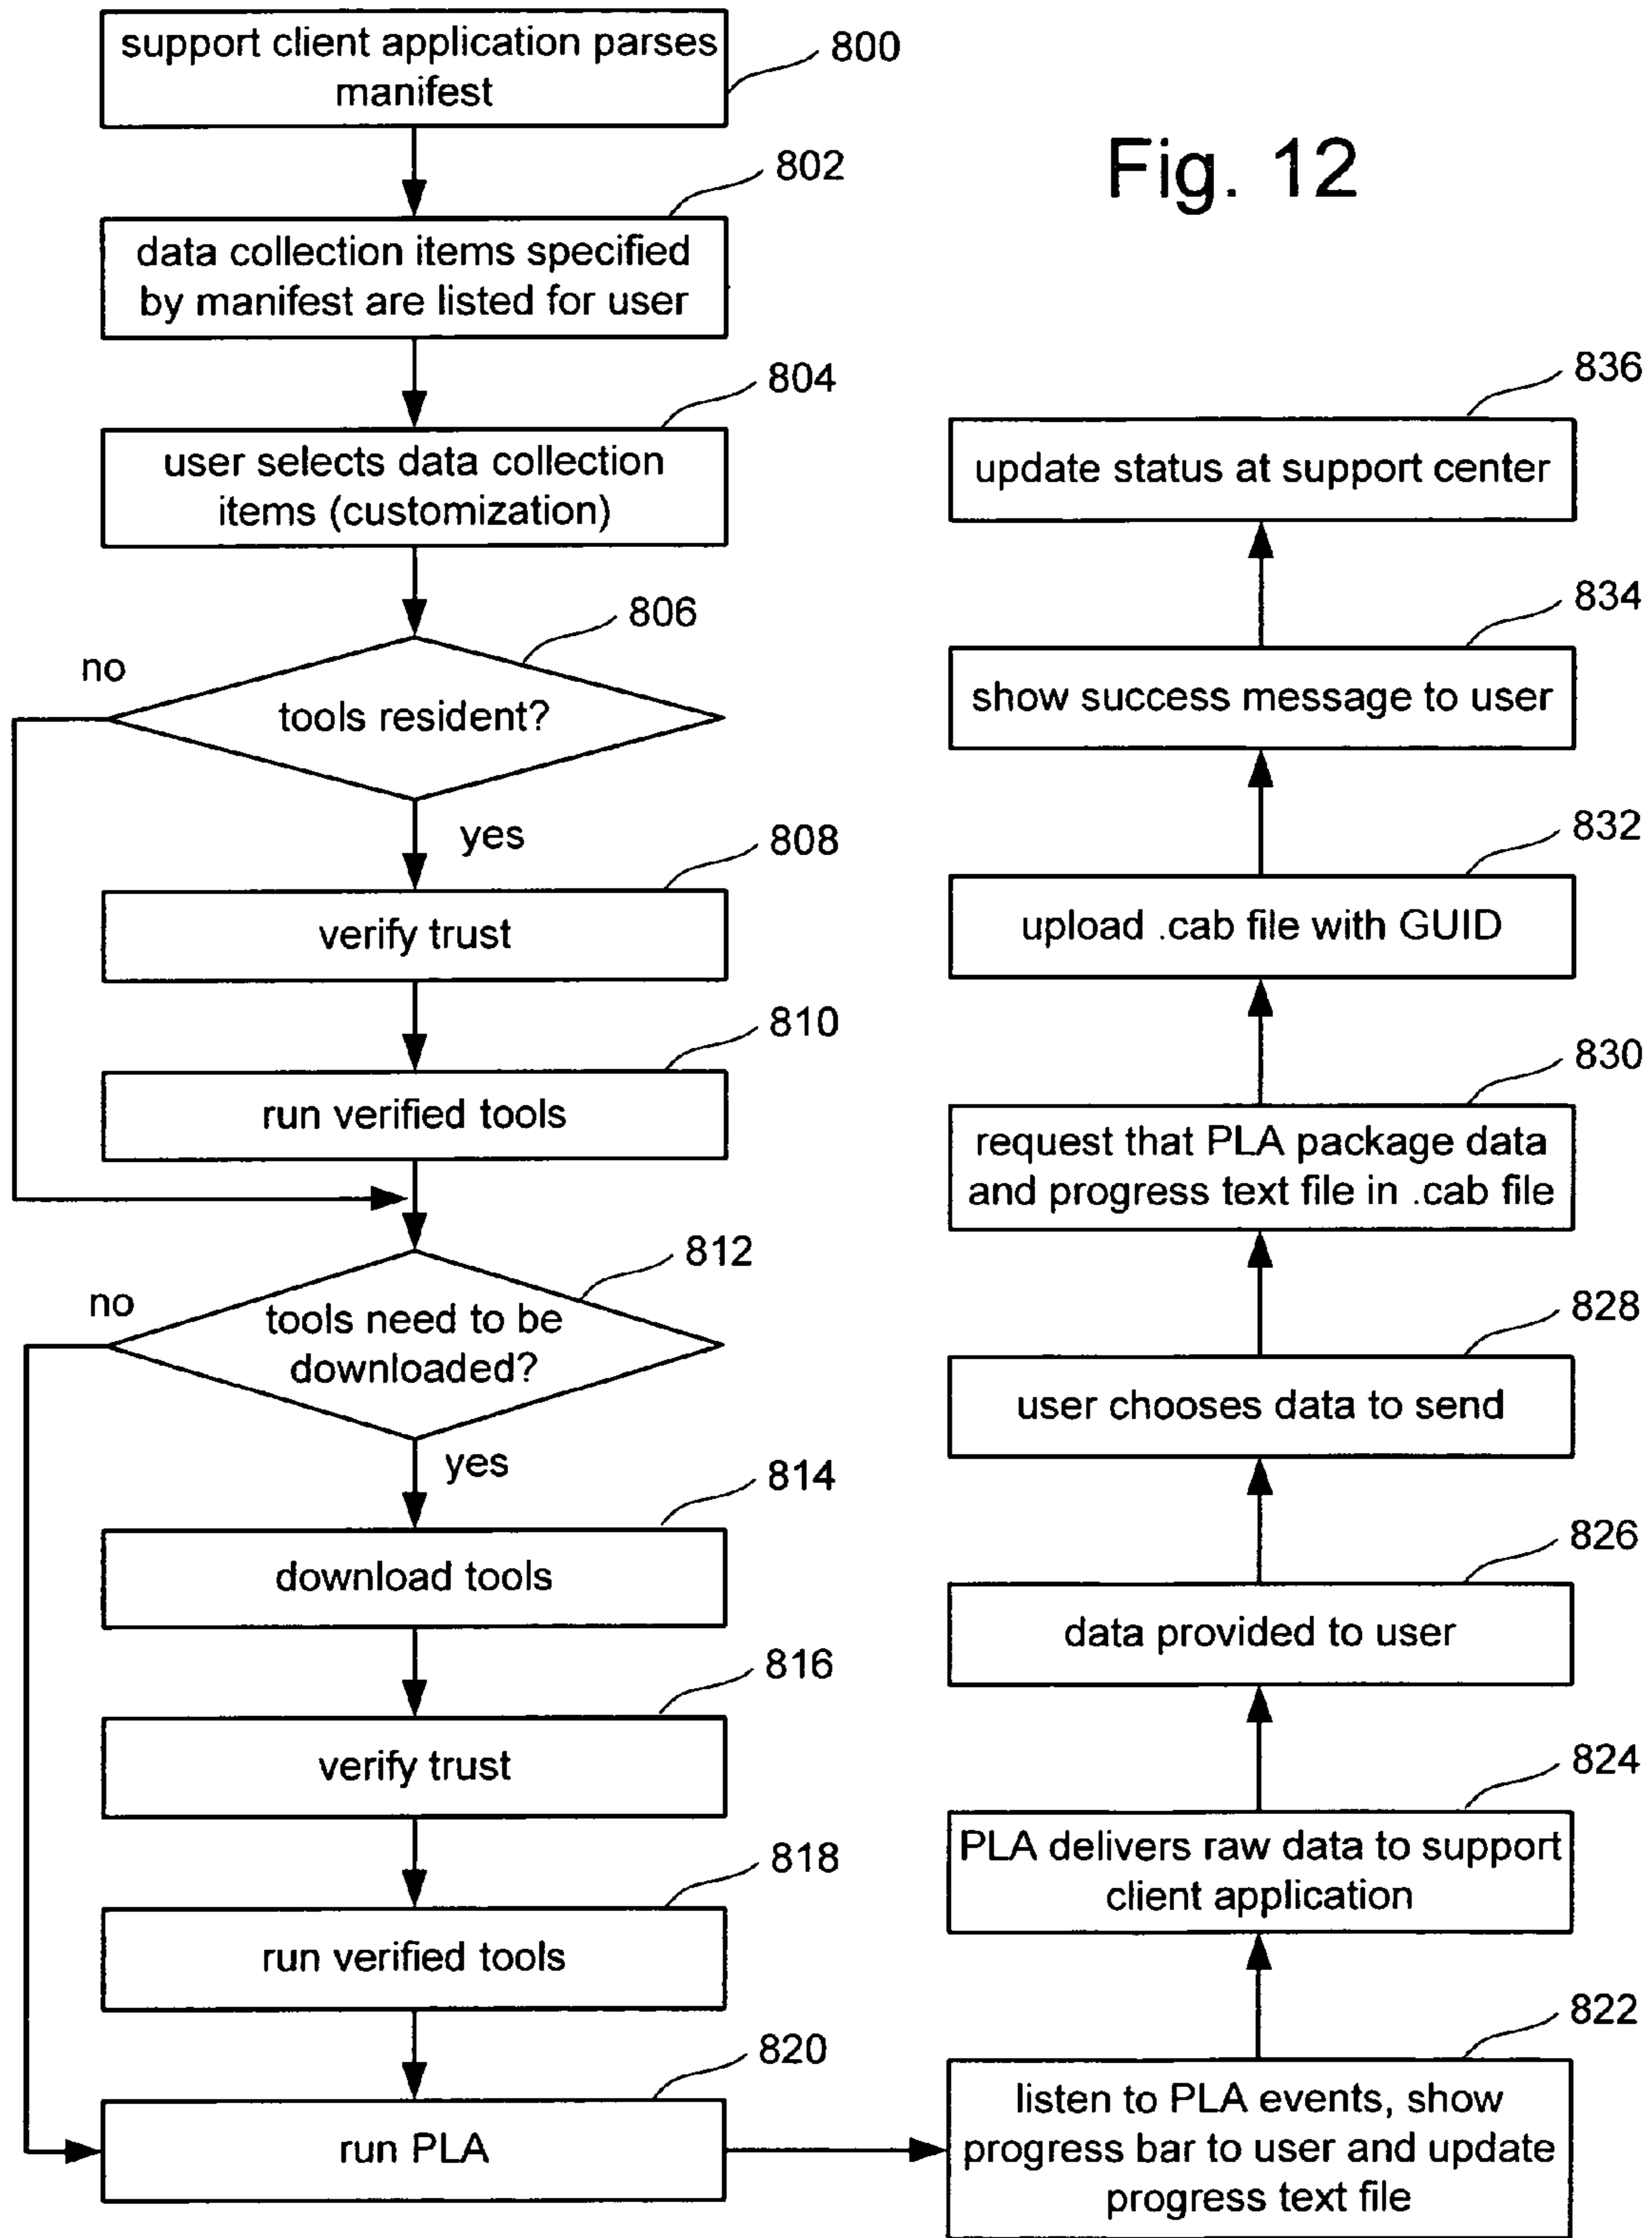 support client application parses
manifest
800
Fig. 12
802
data collection items specified
by manifest are listed for user
804
user selects data collection
items (customization)
806
no
tools resident?
yes
808
verify trust
810
run verified tools
812
no
tools need to be
downloaded?
yes
814
download tools
816
verify trust
818
run verified tools
820
run PLA
822
listen to PLA events, show
progress bar to user and update
progress text file
824
PLA delivers raw data to support
client application
826
data provided to user
828
user chooses data to send
830
request that PLA package data
and progress text file in .cab file
832
upload .cab file with GUID
834
show success message to user
836
update status at support center